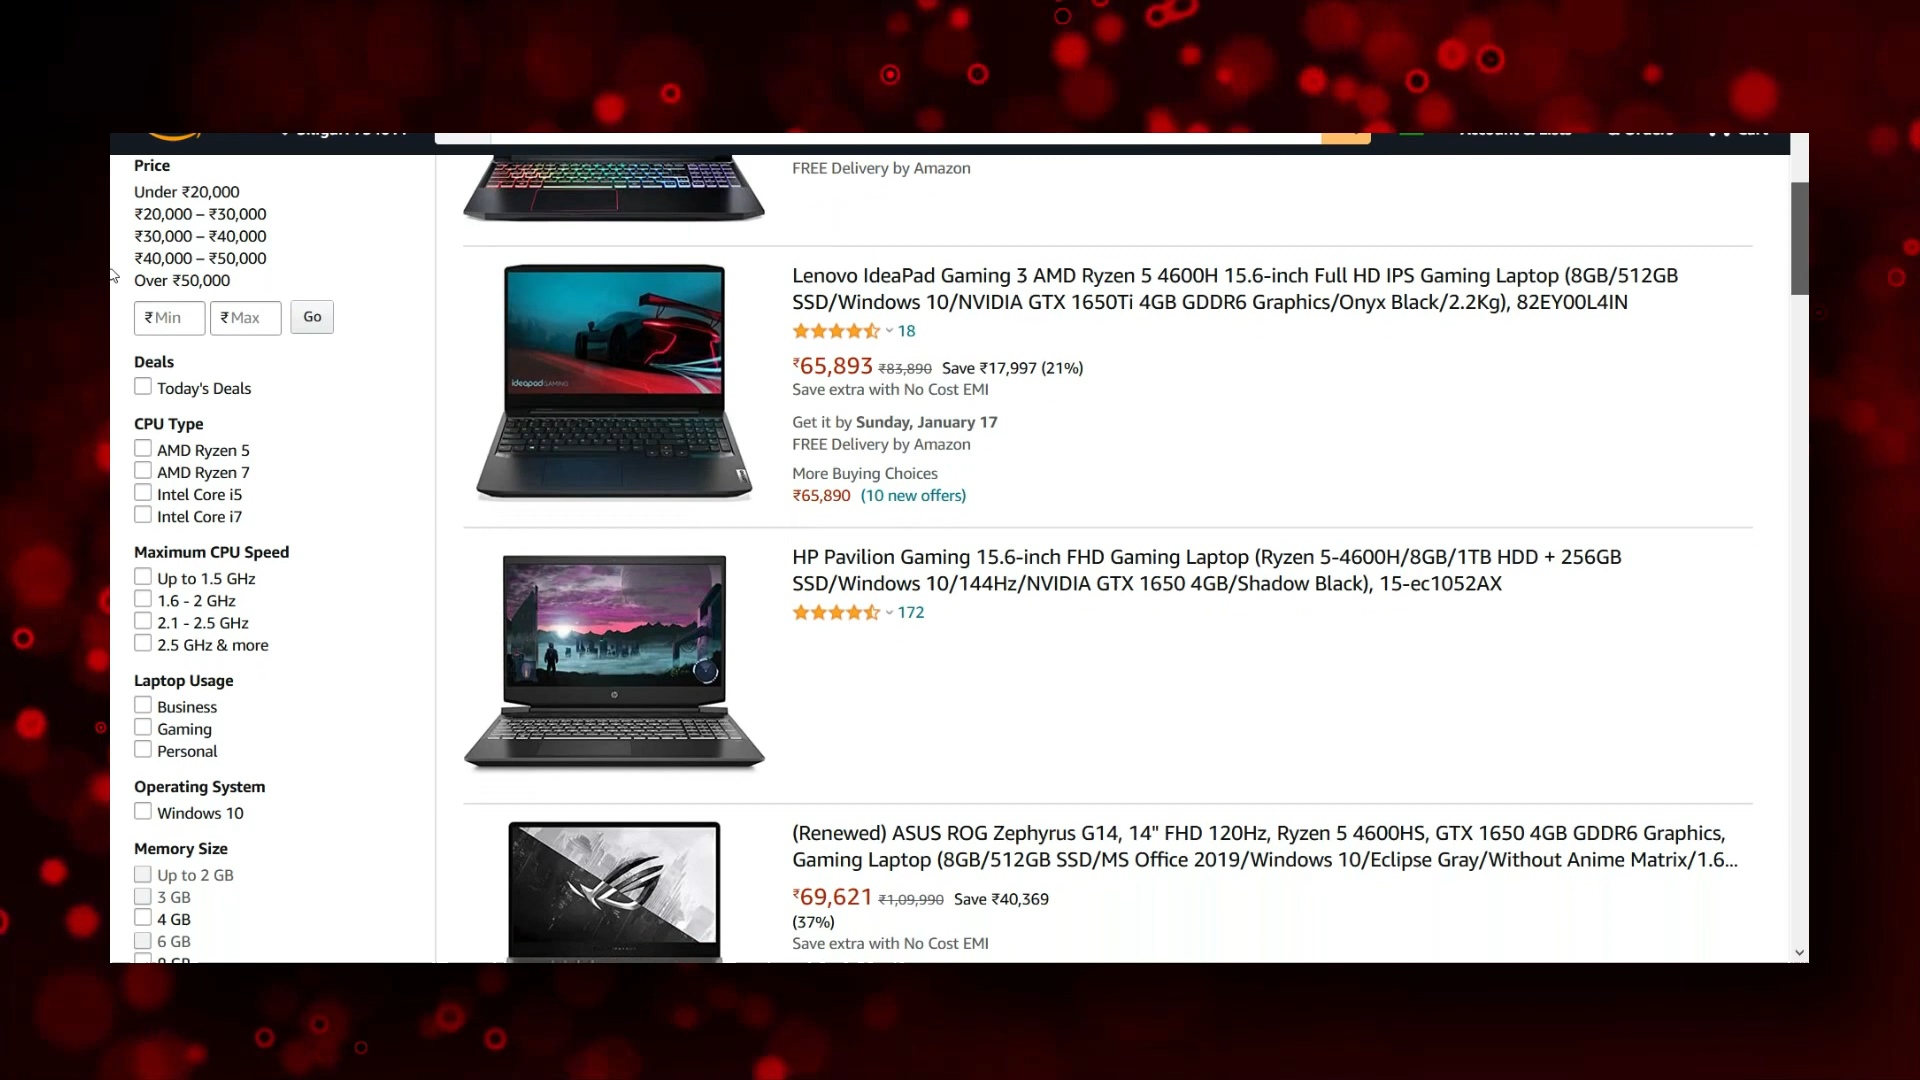 Price
Under ₹20,000
₹20,000 – ₹30,000
₹30,000 – ₹40,000
₹40,000 – ₹50,000
Over ₹50,000
₹Min ₹Max Go
Deals
Today's Deals
CPU Type
AMD Ryzen 5
AMD Ryzen 7
Intel Core i5
Intel Core i7
Maximum CPU Speed
Up to 1.5 GHz
1.6 - 2 GHz
2.1 - 2.5 GHz
2.5 GHz & more
Laptop Usage
Business
Gaming
Personal
Operating System
Windows 10
Memory Size
Up to 2 GB
3 GB
4 GB
6 GB
8 GB
FREE Delivery by Amazon
Lenovo IdeaPad Gaming 3 AMD Ryzen 5 4600H 15.6-inch Full HD IPS Gaming Laptop (8GB/512GB
SSD/Windows 10/NVIDIA GTX 1650Ti 4GB GDDR6 Graphics/Onyx Black/2.2Kg), 82EY00L4IN
18
₹65,893 ₹83,890 Save ₹17,997 (21%)
Save extra with No Cost EMI
Get it by Sunday, January 17
FREE Delivery by Amazon
More Buying Choices
₹65,890 (10 new offers)
ideapad GAMING
HP Pavilion Gaming 15.6-inch FHD Gaming Laptop (Ryzen 5-4600H/8GB/1TB HDD + 256GB
SSD/Windows 10/144Hz/NVIDIA GTX 1650 4GB/Shadow Black), 15-ec1052AX
172
(Renewed) ASUS ROG Zephyrus G14, 14" FHD 120Hz, Ryzen 5 4600HS, GTX 1650 4GB GDDR6 Graphics,
Gaming Laptop (8GB/512GB SSD/MS Office 2019/Windows 10/Eclipse Gray/Without Anime Matrix/1.6...
₹69,621 ₹1,09,990 Save ₹40,369
(37%)
Save extra with No Cost EMI